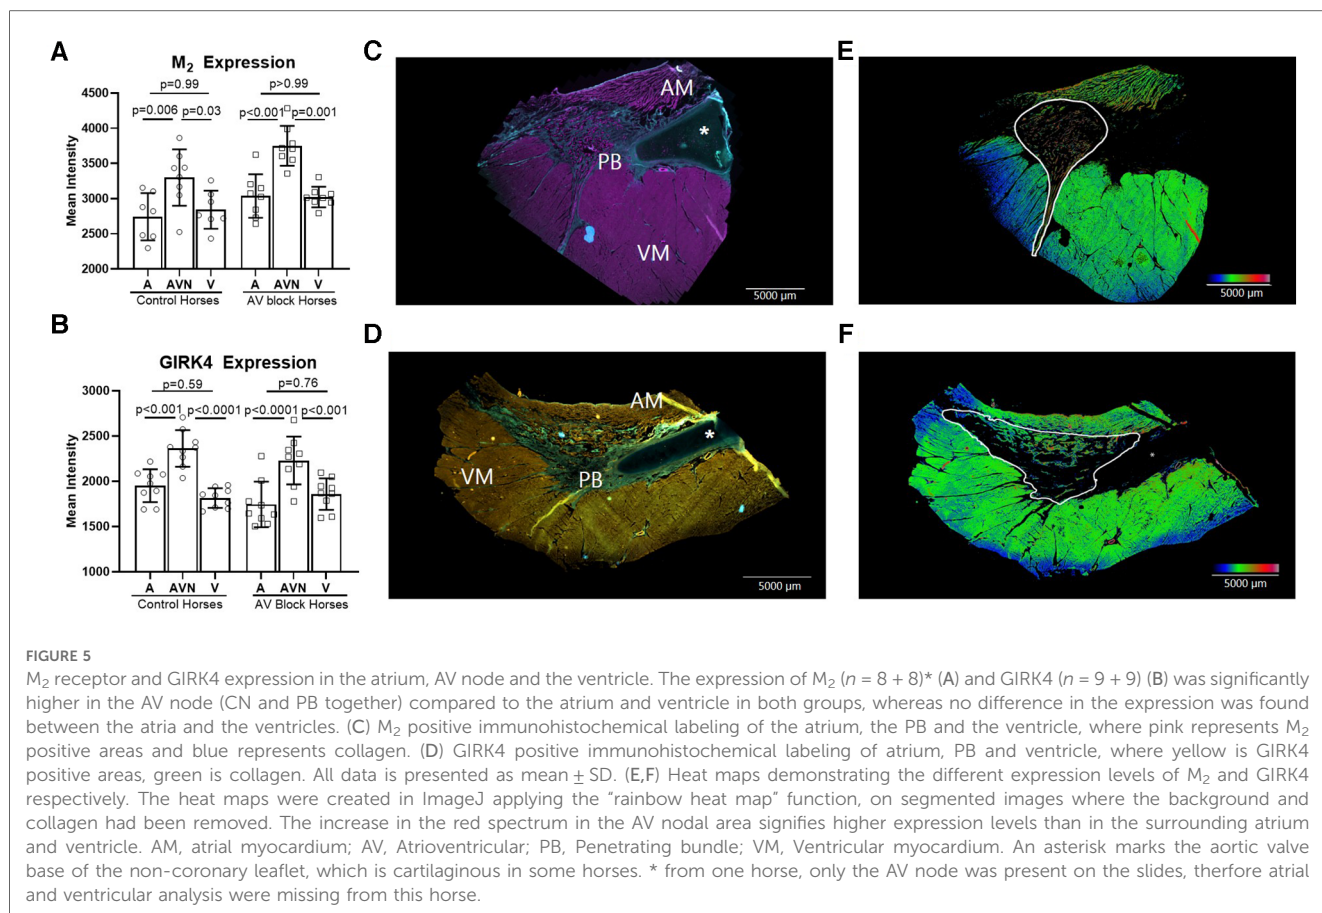 A
M2 Expression
p=0.99
p>0.99
p=0.006
p=0.03
p<0.001
p=0.001
4500
4000
3500
3000
2500
2000
Mean Intensity
A
AVN
V
A
AVN
V
Control Horses
AV block Horses
B
GIRK4 Expression
p=0.59
p=0.76
p<0.001
p<0.0001
p<0.0001
p<0.001
3000
2500
2000
1500
1000
Mean Intensity
A
AVN
V
A
AVN
V
Control Horses
AV Block Horses
C
AM
*
PB
VM
5000 µm
D
AM
*
VM
PB
5000 µm
E
5000 µm
F
*
5000 µm
FIGURE 5
M2 receptor and GIRK4 expression in the atrium, AV node and the ventricle. The expression of M2 (n = 8 + 8)* (A) and GIRK4 (n = 9 + 9) (B) was significantly
higher in the AV node (CN and PB together) compared to the atrium and ventricle in both groups, whereas no difference in the expression was found
between the atria and the ventricles. (C) M2 positive immunohistochemical labeling of the atrium, the PB and the ventricle, where pink represents M2
positive areas and blue represents collagen. (D) GIRK4 positive immunohistochemical labeling of atrium, PB and ventricle, where yellow is GIRK4
positive areas, green is collagen. All data is presented as mean ± SD. (E,F) Heat maps demonstrating the different expression levels of M2 and GIRK4
respectively. The heat maps were created in ImageJ applying the “rainbow heat map” function, on segmented images where the background and
collagen had been removed. The increase in the red spectrum in the AV nodal area signifies higher expression levels than in the surrounding atrium
and ventricle. AM, atrial myocardium; AV, Atrioventricular; PB, Penetrating bundle; VM, Ventricular myocardium. An asterisk marks the aortic valve
base of the non-coronary leaflet, which is cartilaginous in some horses. * from one horse, only the AV node was present on the slides, therfore atrial
and ventricular analysis were missing from this horse.